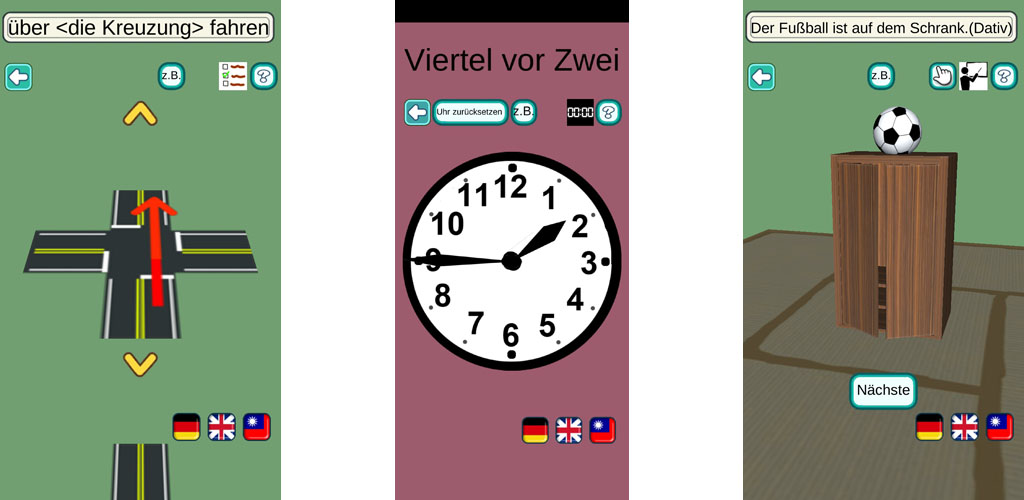 über <die Kreuzung> fahren
z.B.
?
Viertel vor Zwei
Uhr zurücksetzen
z.B.
00:00
?
12
11
1
10
2
9
3
8
4
7
5
6
Der Fußball ist auf dem Schrank.(Dativ)
z.B.
?
Nächste